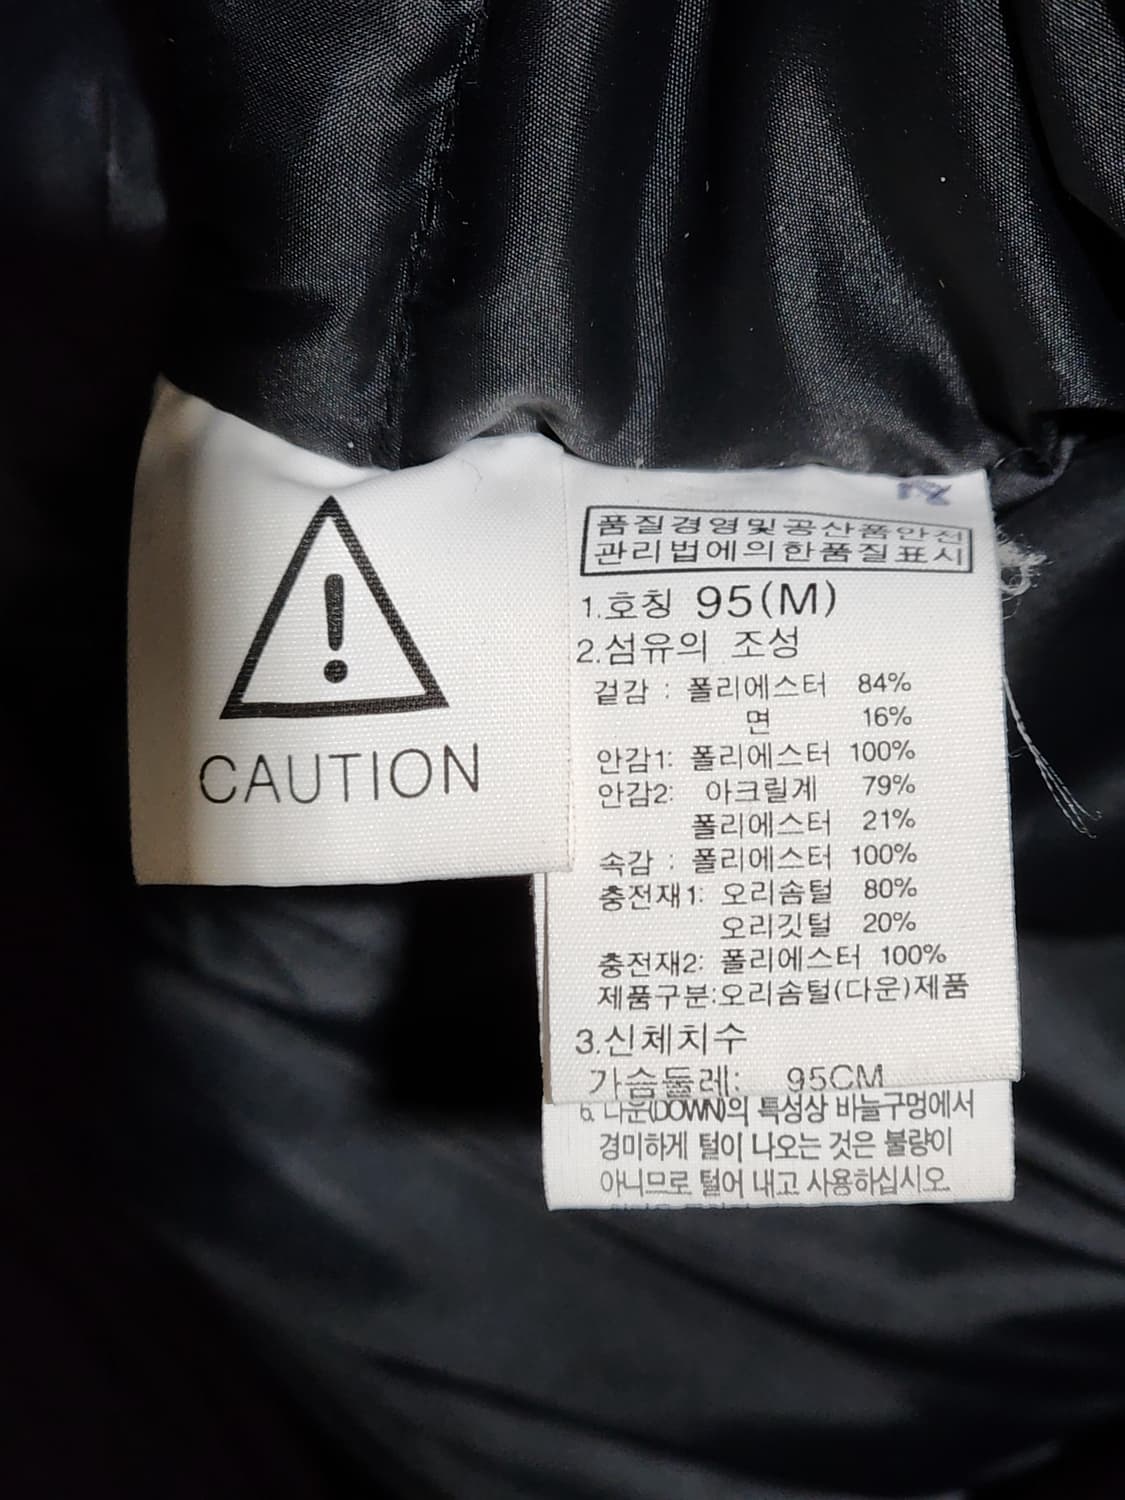 CAUTION
품질경영및공산품안전
관리법에의한품질표시
1.호칭 95(M)
2.섬유의 조성
겉감 : 폴리에스터 84%
면 16%
안감1: 폴리에스터 100%
안감2: 아크릴계 79%
폴리에스터 21%
속감 : 폴리에스터 100%
충전재1: 오리솜털 80%
오리깃털 20%
충전재2: 폴리에스터 100%
제품구분:오리솜털(다운)제품
3.신체치수
가슴둘레: 95CM
6. 다운(DOWN)의 특성상 바늘구멍에서
경미하게 털이 나오는 것은 불량이
아니므로 털어 내고 사용하십시오.